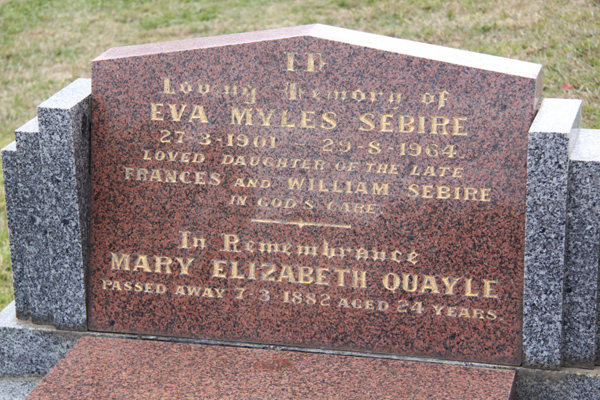 In
Loving Memory of
EVA MYLES SEBIRE
27-3-1901 29-8-1964
LOVED DAUGHTER OF THE LATE
FRANCES AND WILLIAM SEBIRE
IN GOD'S CARE
In Remembrance
MARY ELIZABETH QUAYLE
PASSED AWAY 7-3-1882 AGED 24 YEARS